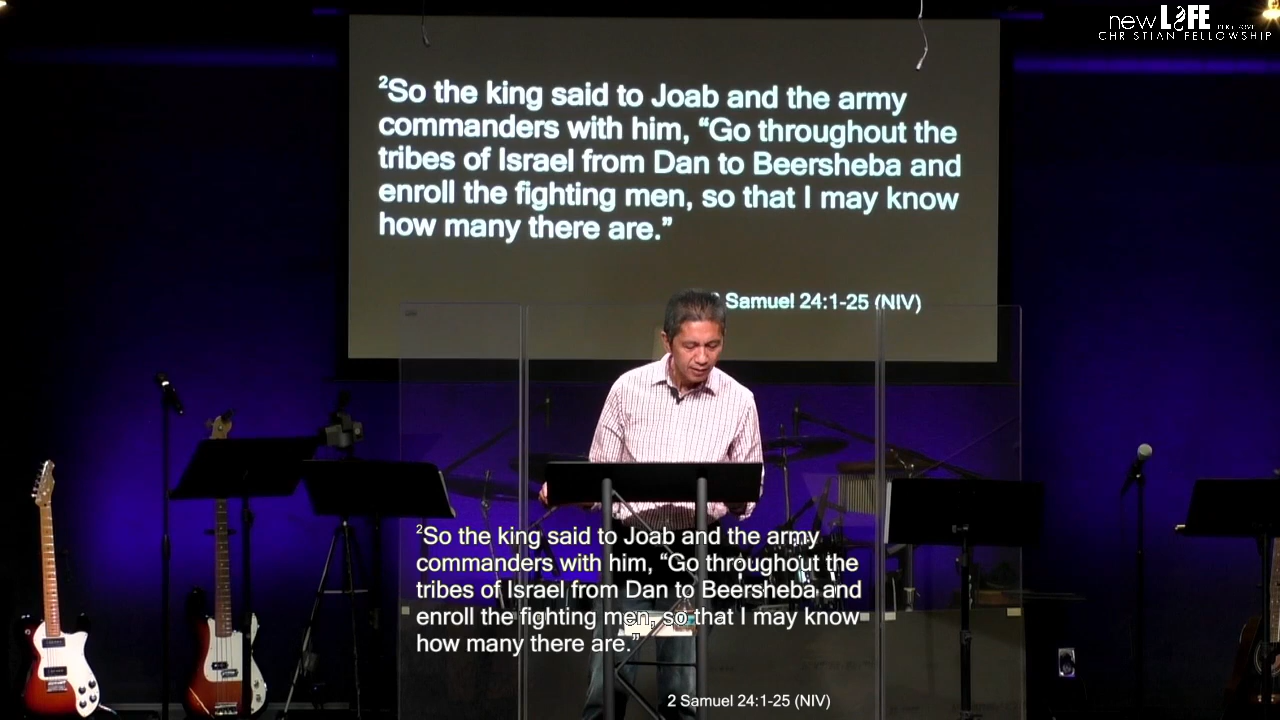 new LIFE
CHRISTIAN FELLOWSHIP
²So the king said to Joab and the army
commanders with him, “Go throughout the
tribes of Israel from Dan to Beersheba and
enroll the fighting men, so that I may know
how many there are.”
Samuel 24:1-25 (NIV)
²So the king said to Joab and the army
commanders with him, “Go throughout the
tribes of Israel from Dan to Beersheba and
enroll the fighting men, so that I may know
how many there are.”
2 Samuel 24:1-25 (NIV)